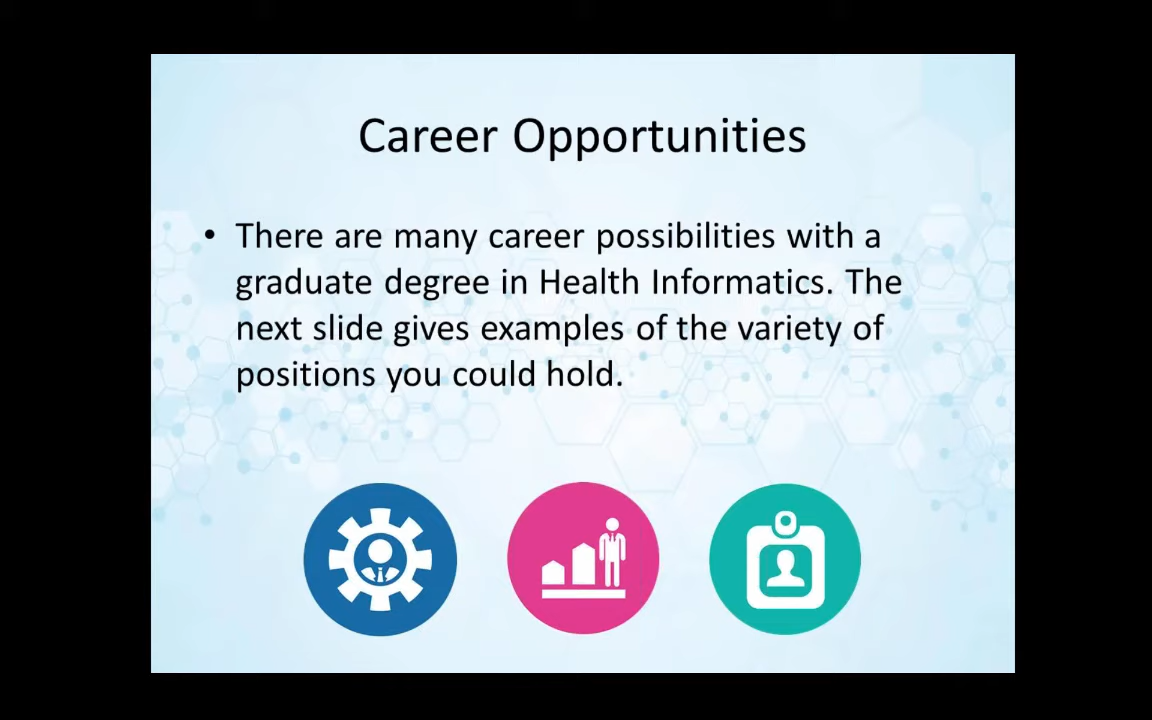 Career Opportunities
• There are many career possibilities with a
graduate degree in Health Informatics. The
next slide gives examples of the variety of
positions you could hold.